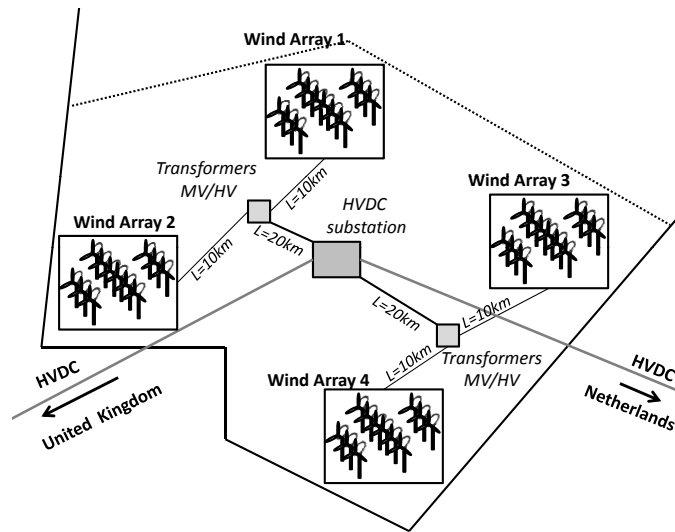 Wind Array 1
Transformers
MV/HV
L=10km
HVDC
substation
Wind Array 3
Wind Array 2
L=20km
L=10km
L=20km
L=10km
L=10km
Transformers
MV/HV
HVDC
United Kingdom
Wind Array 4
HVDC
Netherlands